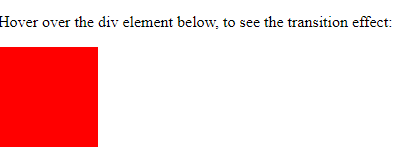 Hover over the div element below, to see the transition effect: